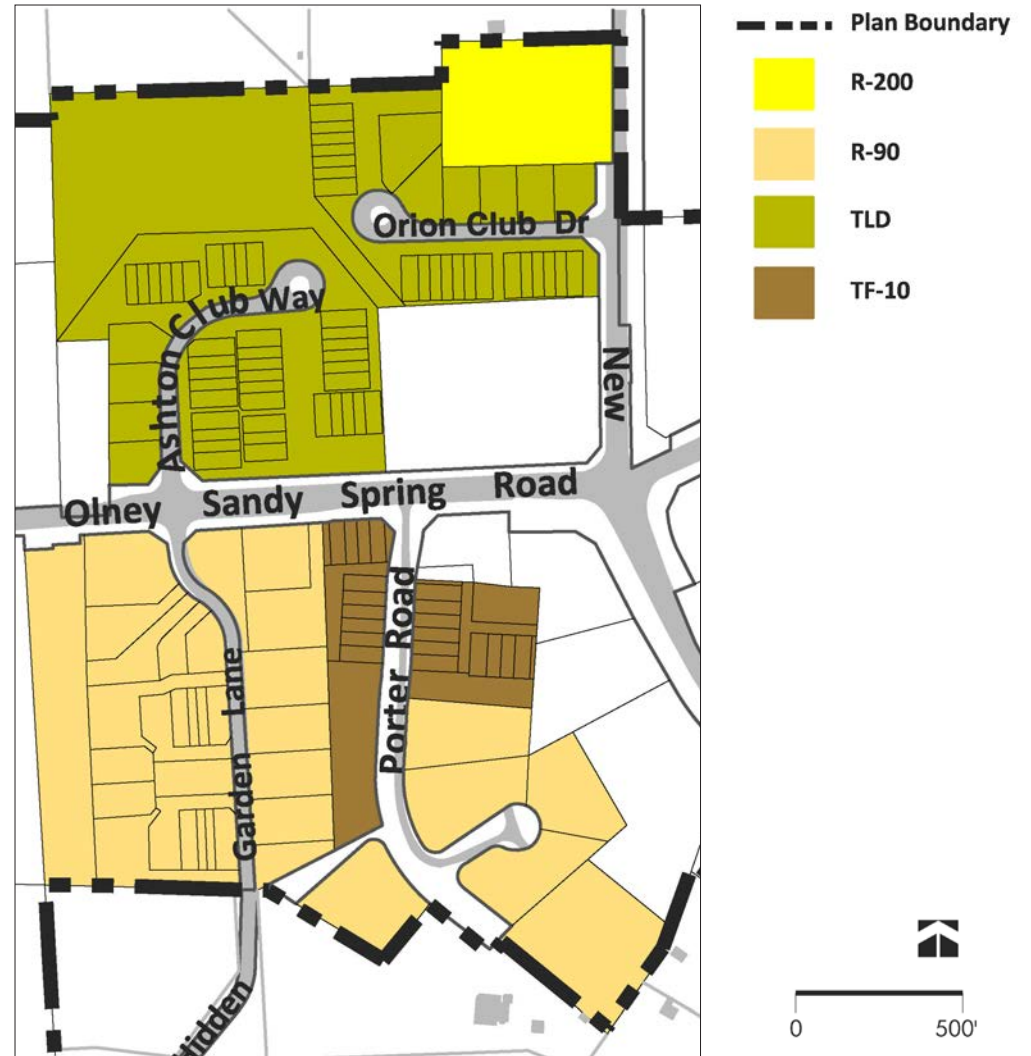 Plan Boundary
R-200
R-90
TLD
TF-10
Orion Club Dr
Ashton Club Way
New
Olney Sandy Spring Road
Porter Road
Hidden Garden Lane
0 500'